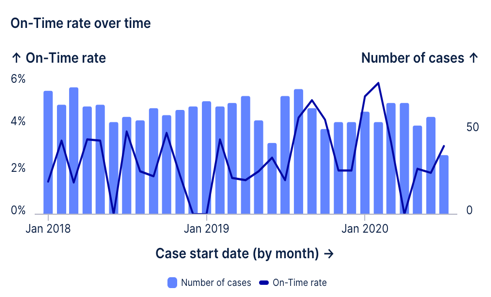 On-Time rate over time
↑ On-Time rate
Number of cases ↑
6%
4%
2%
0%
50
0
Jan 2018
Jan 2019
Jan 2020
Case start date (by month) →
Number of cases
On-Time rate